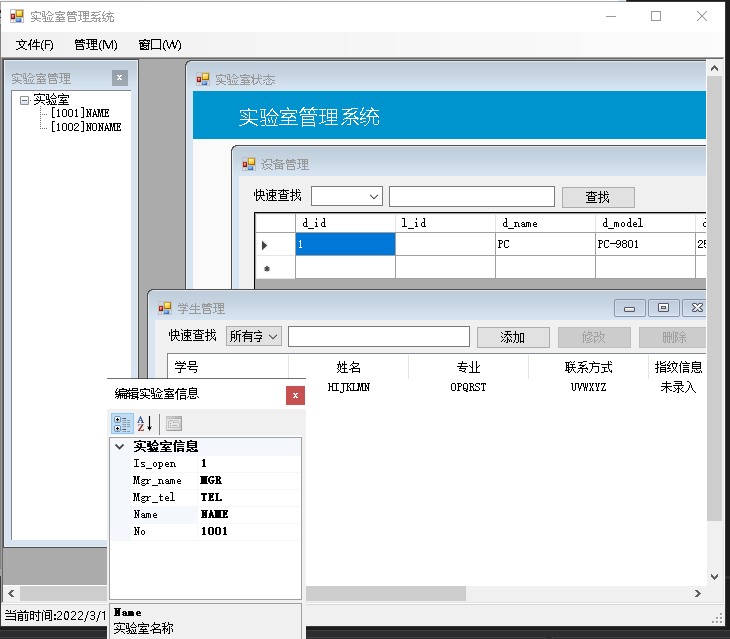 实验室管理系统
文件(F) 管理(M) 窗口(W)
实验室管理
实验室
[1001]NAME
[1002]NONAME
实验室状态
实验室管理系统
设备管理
快速查找 查找
d_id l_id d_name d_model
1 PC PC-9801
学生管理
快速查找 所有字 添加 修改 删除
学号 姓名 专业 联系方式 指纹信息
HIJKLMN OPQRST UVWXYZ 未录入
编辑实验室信息
实验室信息
Is_open 1
Mgr_name MGR
Mgr_tel TEL
Name NAME
No 1001
Name
实验室名称
当前时间:2022/3/1